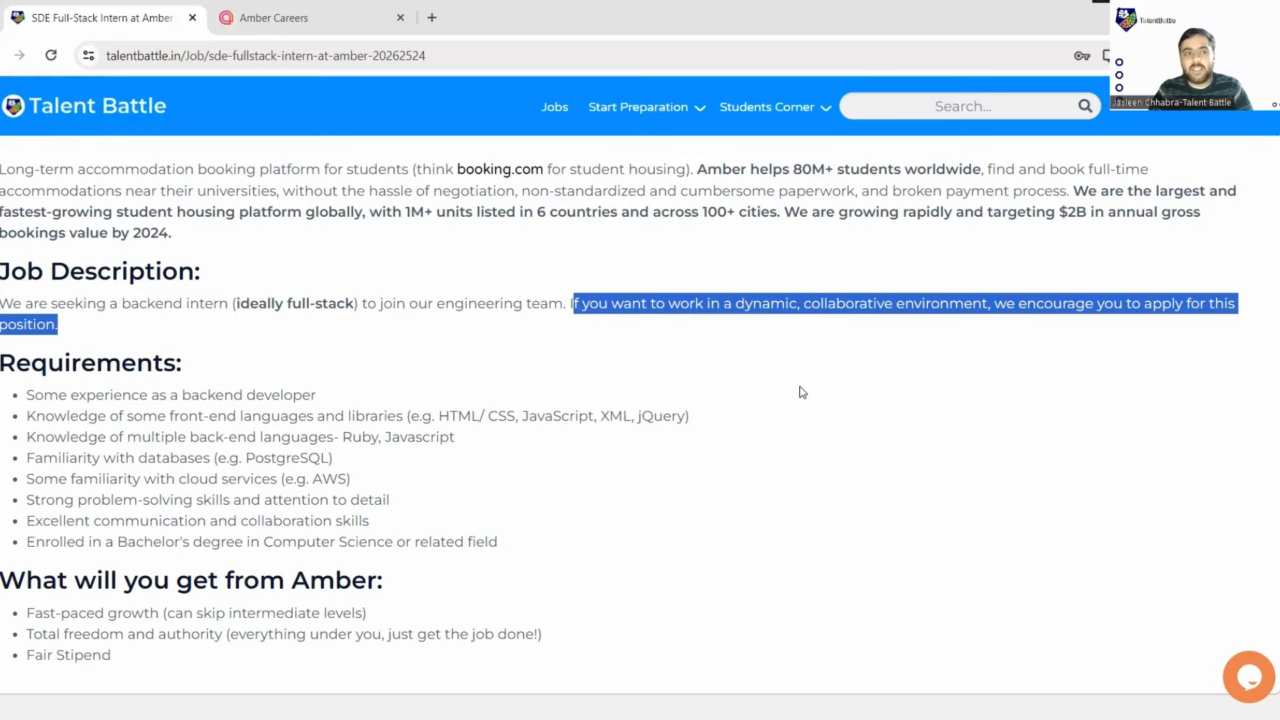 SDE Full-Stack Intern at Amber
Amber Careers
talentbattle.in/Job/sde-fullstack-intern-at-amber-20262524
TalentBattle
Jasleen Chhabra-Talent Battle
Talent Battle
Jobs
Start Preparation
Students Corner
Search...
Long-term accommodation booking platform for students (think booking.com for student housing). Amber helps 80M+ students worldwide, find and book full-time
accommodations near their universities, without the hassle of negotiation, non-standardized and cumbersome paperwork, and broken payment process. We are the largest and
fastest-growing student housing platform globally, with 1M+ units listed in 6 countries and across 100+ cities. We are growing rapidly and targeting $2B in annual gross
bookings value by 2024.
Job Description:
We are seeking a backend intern (ideally full-stack) to join our engineering team. If you want to work in a dynamic, collaborative environment, we encourage you to apply for this
position.
Requirements:
Some experience as a backend developer
Knowledge of some front-end languages and libraries (e.g. HTML/ CSS, JavaScript, XML, jQuery)
Knowledge of multiple back-end languages- Ruby, Javascript
Familiarity with databases (e.g. PostgreSQL)
Some familiarity with cloud services (e.g. AWS)
Strong problem-solving skills and attention to detail
Excellent communication and collaboration skills
Enrolled in a Bachelor's degree in Computer Science or related field
What will you get from Amber:
Fast-paced growth (can skip intermediate levels)
Total freedom and authority (everything under you, just get the job done!)
Fair Stipend